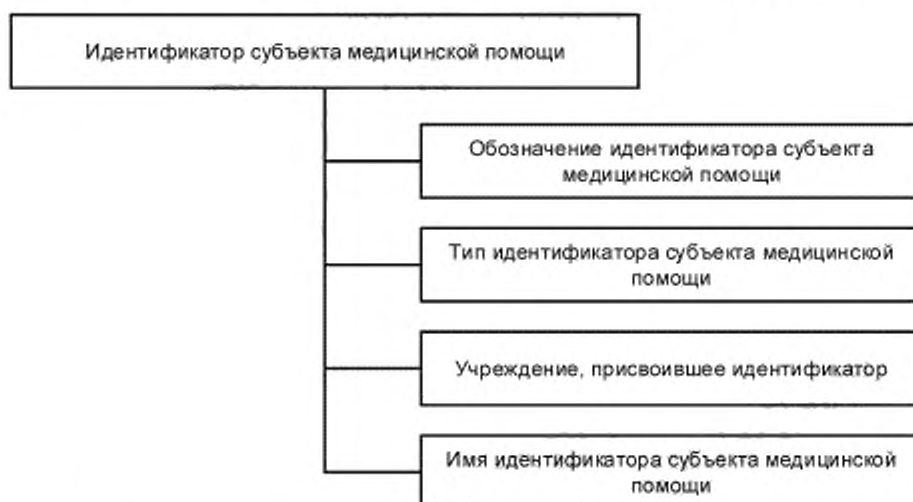 Идентификатор субъекта медицинской помощи
Обозначение идентификатора субъекта
медицинской помощи
Тип идентификатора субъекта медицинской
помощи
Учреждение, присвоившее идентификатор
Имя идентификатора субъекта медицинской
помощи